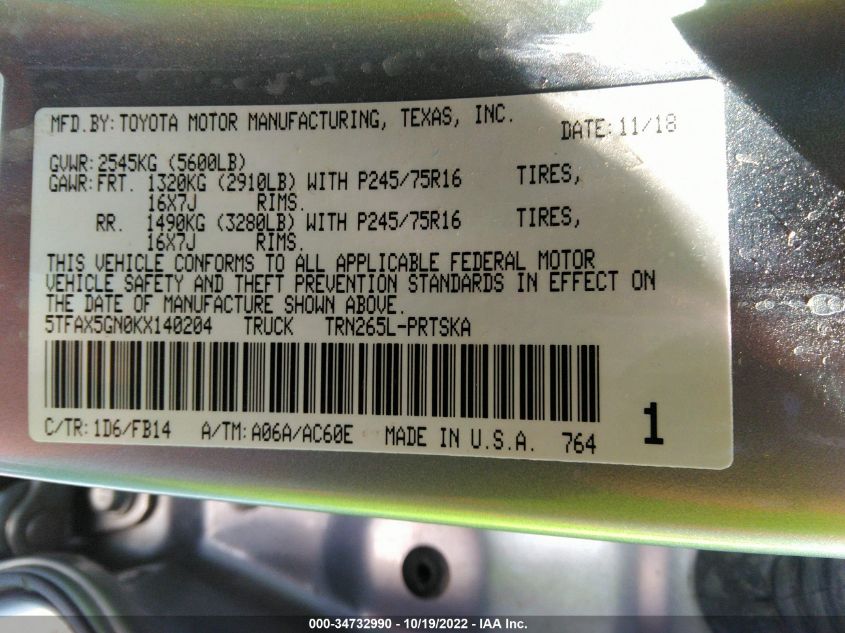 MFD.BY:TOYOTA MOTOR MANUFACTURING, TEXAS, INC. DATE:11/18
GVWR:2545KG (5600LB)
GAWR:FRT. 1320KG (2910LB) WITH P245/75R16 TIRES,
16X7J RIMS.
RR. 1490KG (3280LB) WITH P245/75R16 TIRES,
16X7J RIMS.
THIS VEHICLE CONFORMS TO ALL APPLICABLE FEDERAL MOTOR
VEHICLE SAFETY AND THEFT PREVENTION STANDARDS IN EFFECT ON
THE DATE OF MANUFACTURE SHOWN ABOVE.
5TFAX5GN0KX140204 TRUCK TRN265L-PRTSKA
C/TR:1D6/FB14 A/TM:A06A/AC60E MADE IN U.S.A. 764 1
000-34732990 - 10/19/2022 - IAA Inc.